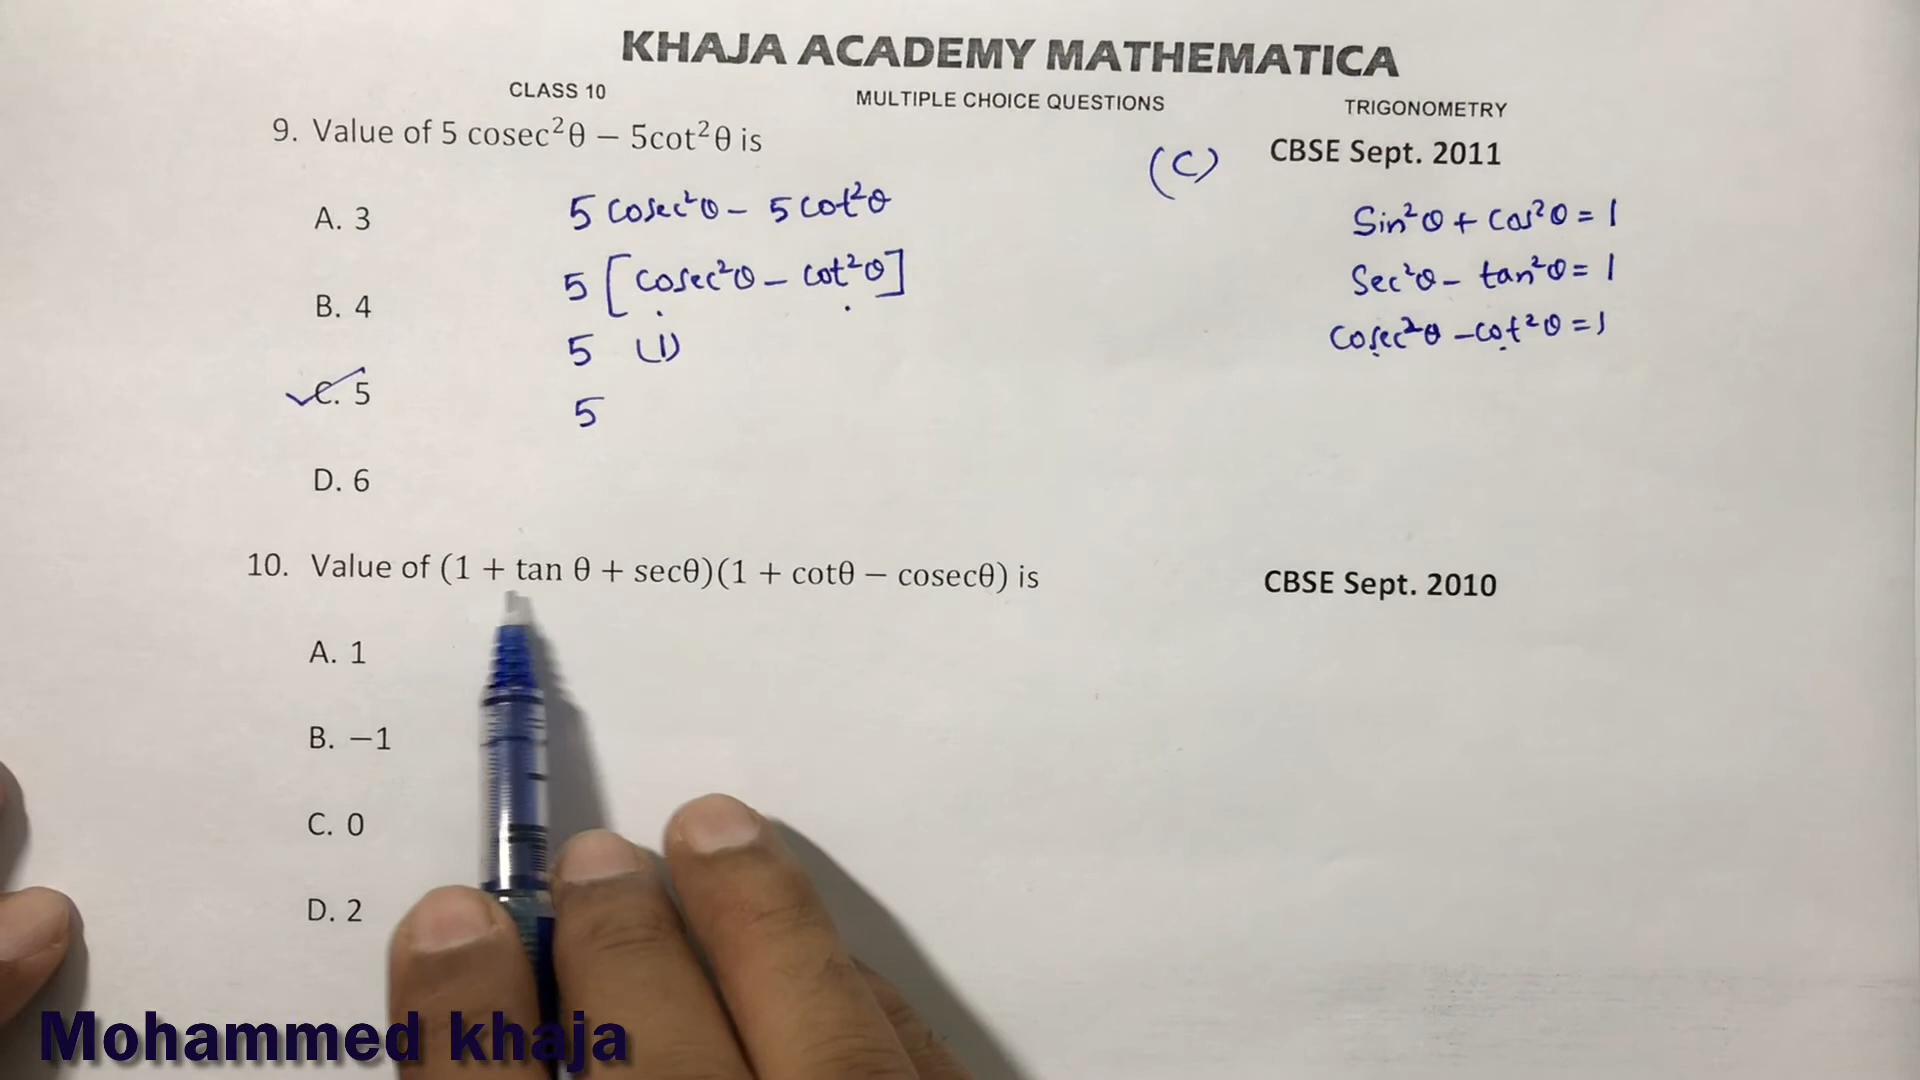 KHAJA ACADEMY MATHEMATICA
CLASS 10 MULTIPLE CHOICE QUESTIONS TRIGONOMETRY
9. Value of 5 cosec²θ − 5cot²θ is
(C) CBSE Sept. 2011
A. 3
5 cosec²θ − 5 cot²θ
Sin²θ + cos²θ = 1
5 [cosec²θ − cot²θ]
Sec²θ − tan²θ = 1
B. 4
5 (1)
cosec²θ − cot²θ = 1
C. 5
5
D. 6
10. Value of (1 + tan θ + secθ)(1 + cotθ − cosecθ) is
CBSE Sept. 2010
A. 1
B. −1
C. 0
D. 2
Mohammed khaja